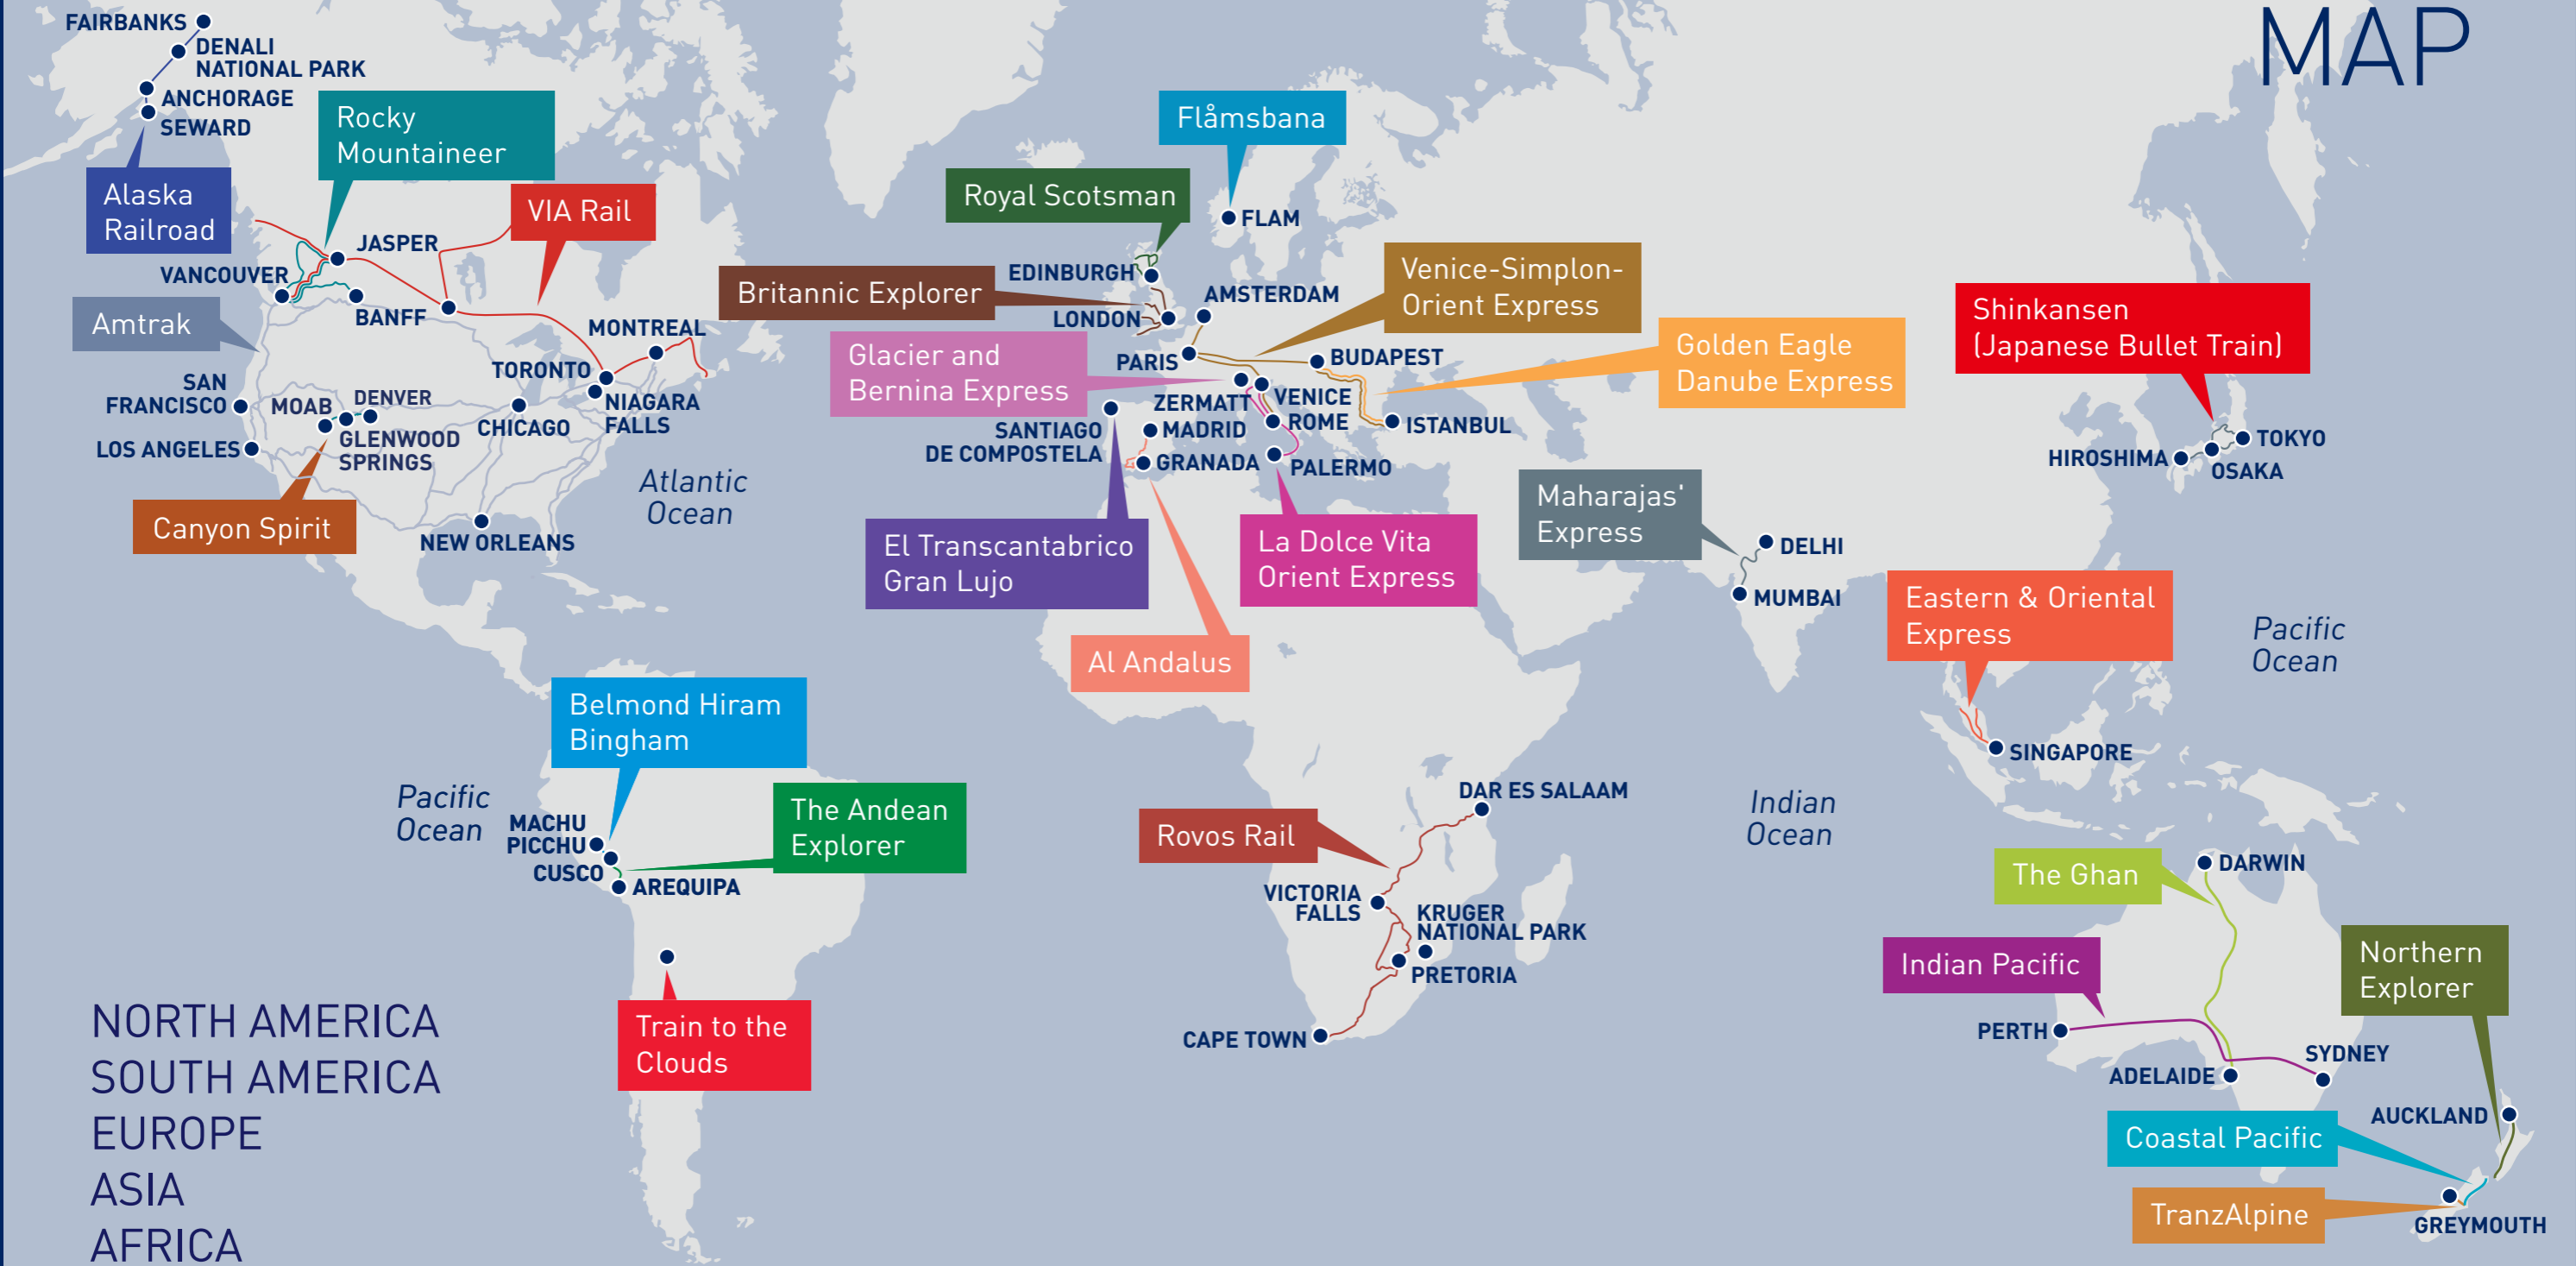 MAP
FAIRBANKS
DENALI
NATIONAL PARK
ANCHORAGE
SEWARD
Alaska
Railroad
Rocky
Mountaineer
VIA Rail
JASPER
VANCOUVER
BANFF
Amtrak
MONTREAL
TORONTO
NIAGARA
FALLS
SAN
FRANCISCO
MOAB
DENVER
GLENWOOD
SPRINGS
CHICAGO
LOS ANGELES
Canyon Spirit
NEW ORLEANS
Atlantic
Ocean
Flåmsbana
FLAM
Royal Scotsman
EDINBURGH
Britannic Explorer
LONDON
AMSTERDAM
Venice-Simplon-
Orient Express
Glacier and
Bernina Express
PARIS
BUDAPEST
Golden Eagle
Danube Express
ZERMATT
VENICE
ROME
ISTANBUL
SANTIAGO
DE COMPOSTELA
MADRID
GRANADA
PALERMO
El Transcantabrico
Gran Lujo
La Dolce Vita
Orient Express
Al Andalus
Shinkansen
(Japanese Bullet Train)
TOKYO
HIROSHIMA
OSAKA
Maharajas'
Express
DELHI
MUMBAI
Eastern & Oriental
Express
SINGAPORE
Pacific
Ocean
Belmond Hiram
Bingham
Pacific
Ocean
MACHU
PICCHU
CUSCO
The Andean
Explorer
AREQUIPA
Train to the
Clouds
DAR ES SALAAM
Rovos Rail
VICTORIA
FALLS
KRUGER
NATIONAL PARK
PRETORIA
CAPE TOWN
Indian
Ocean
The Ghan
DARWIN
Indian Pacific
Northern
Explorer
PERTH
SYDNEY
ADELAIDE
AUCKLAND
Coastal Pacific
TranzAlpine
GREYMOUTH
NORTH AMERICA
SOUTH AMERICA
EUROPE
ASIA
AFRICA